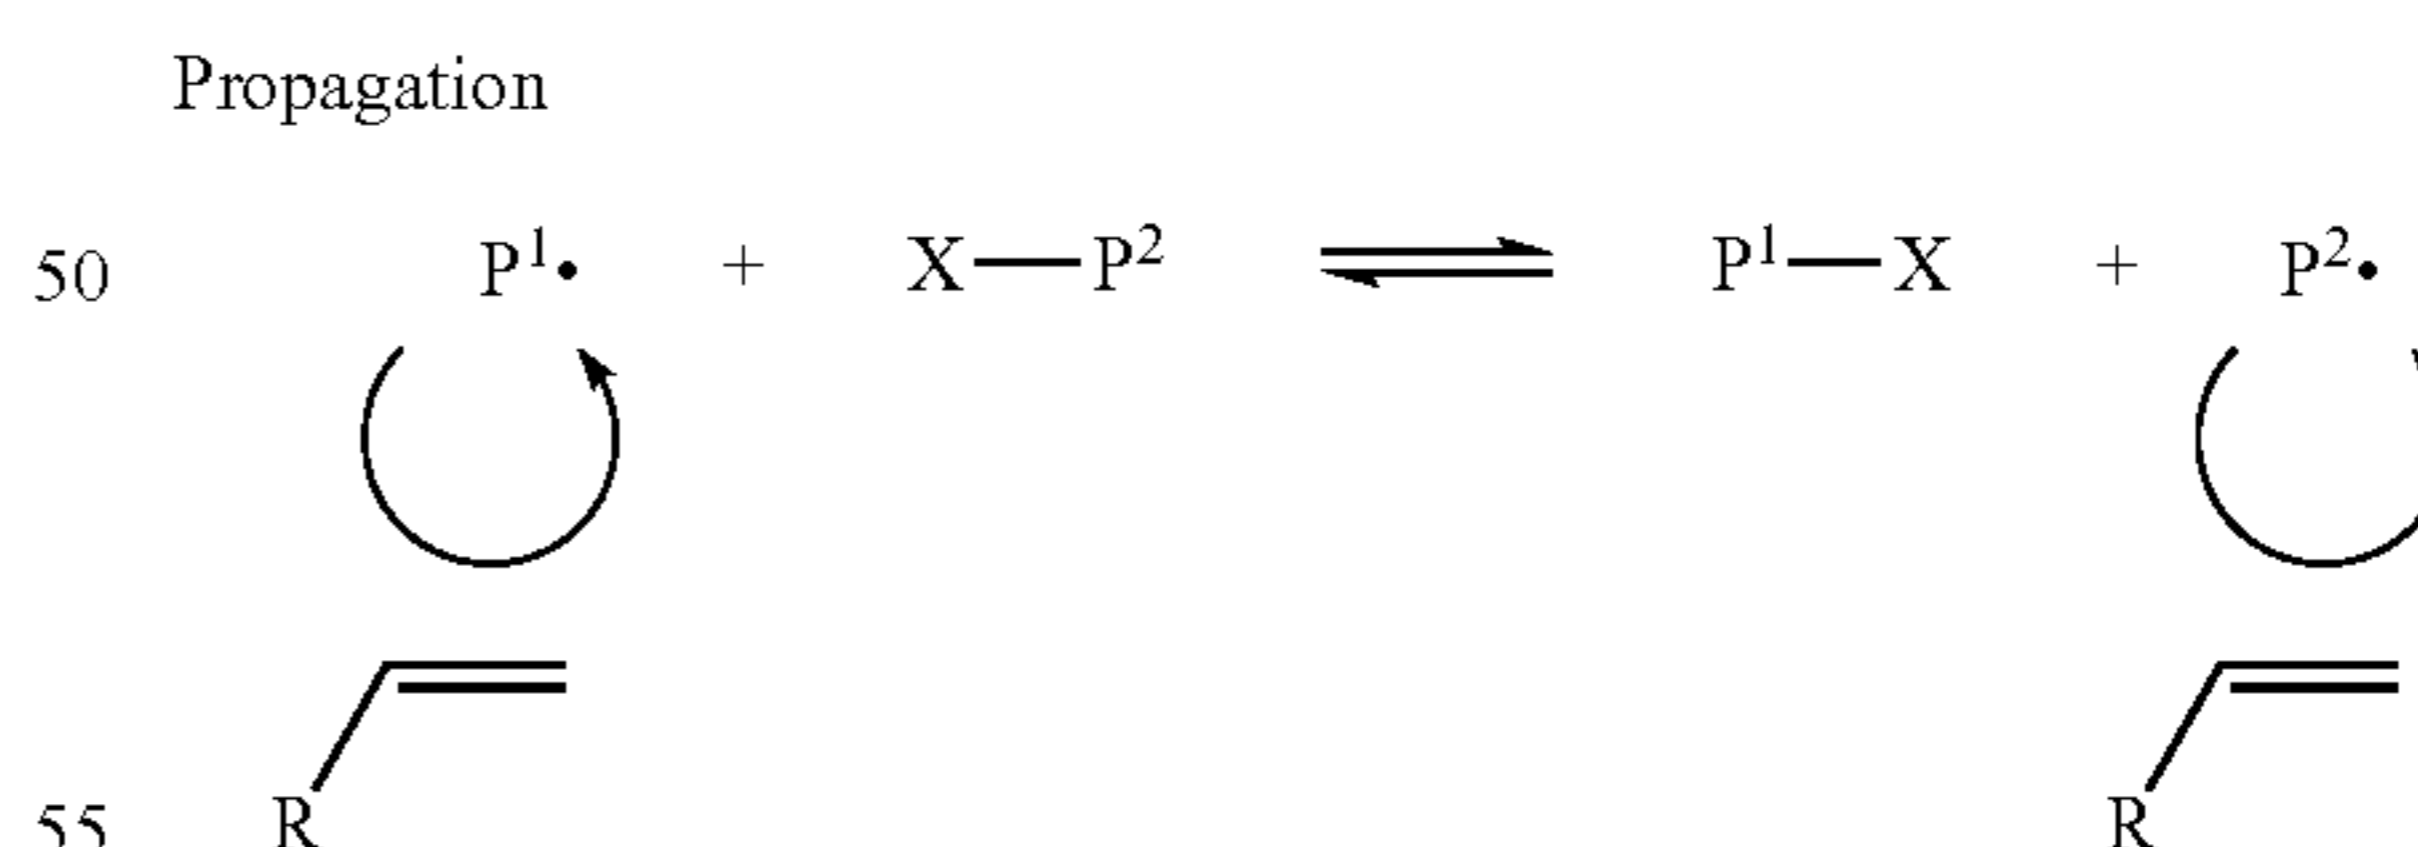 Propagation
50 P¹• + X—P² ⇌ P¹—X + P²•
55 R R